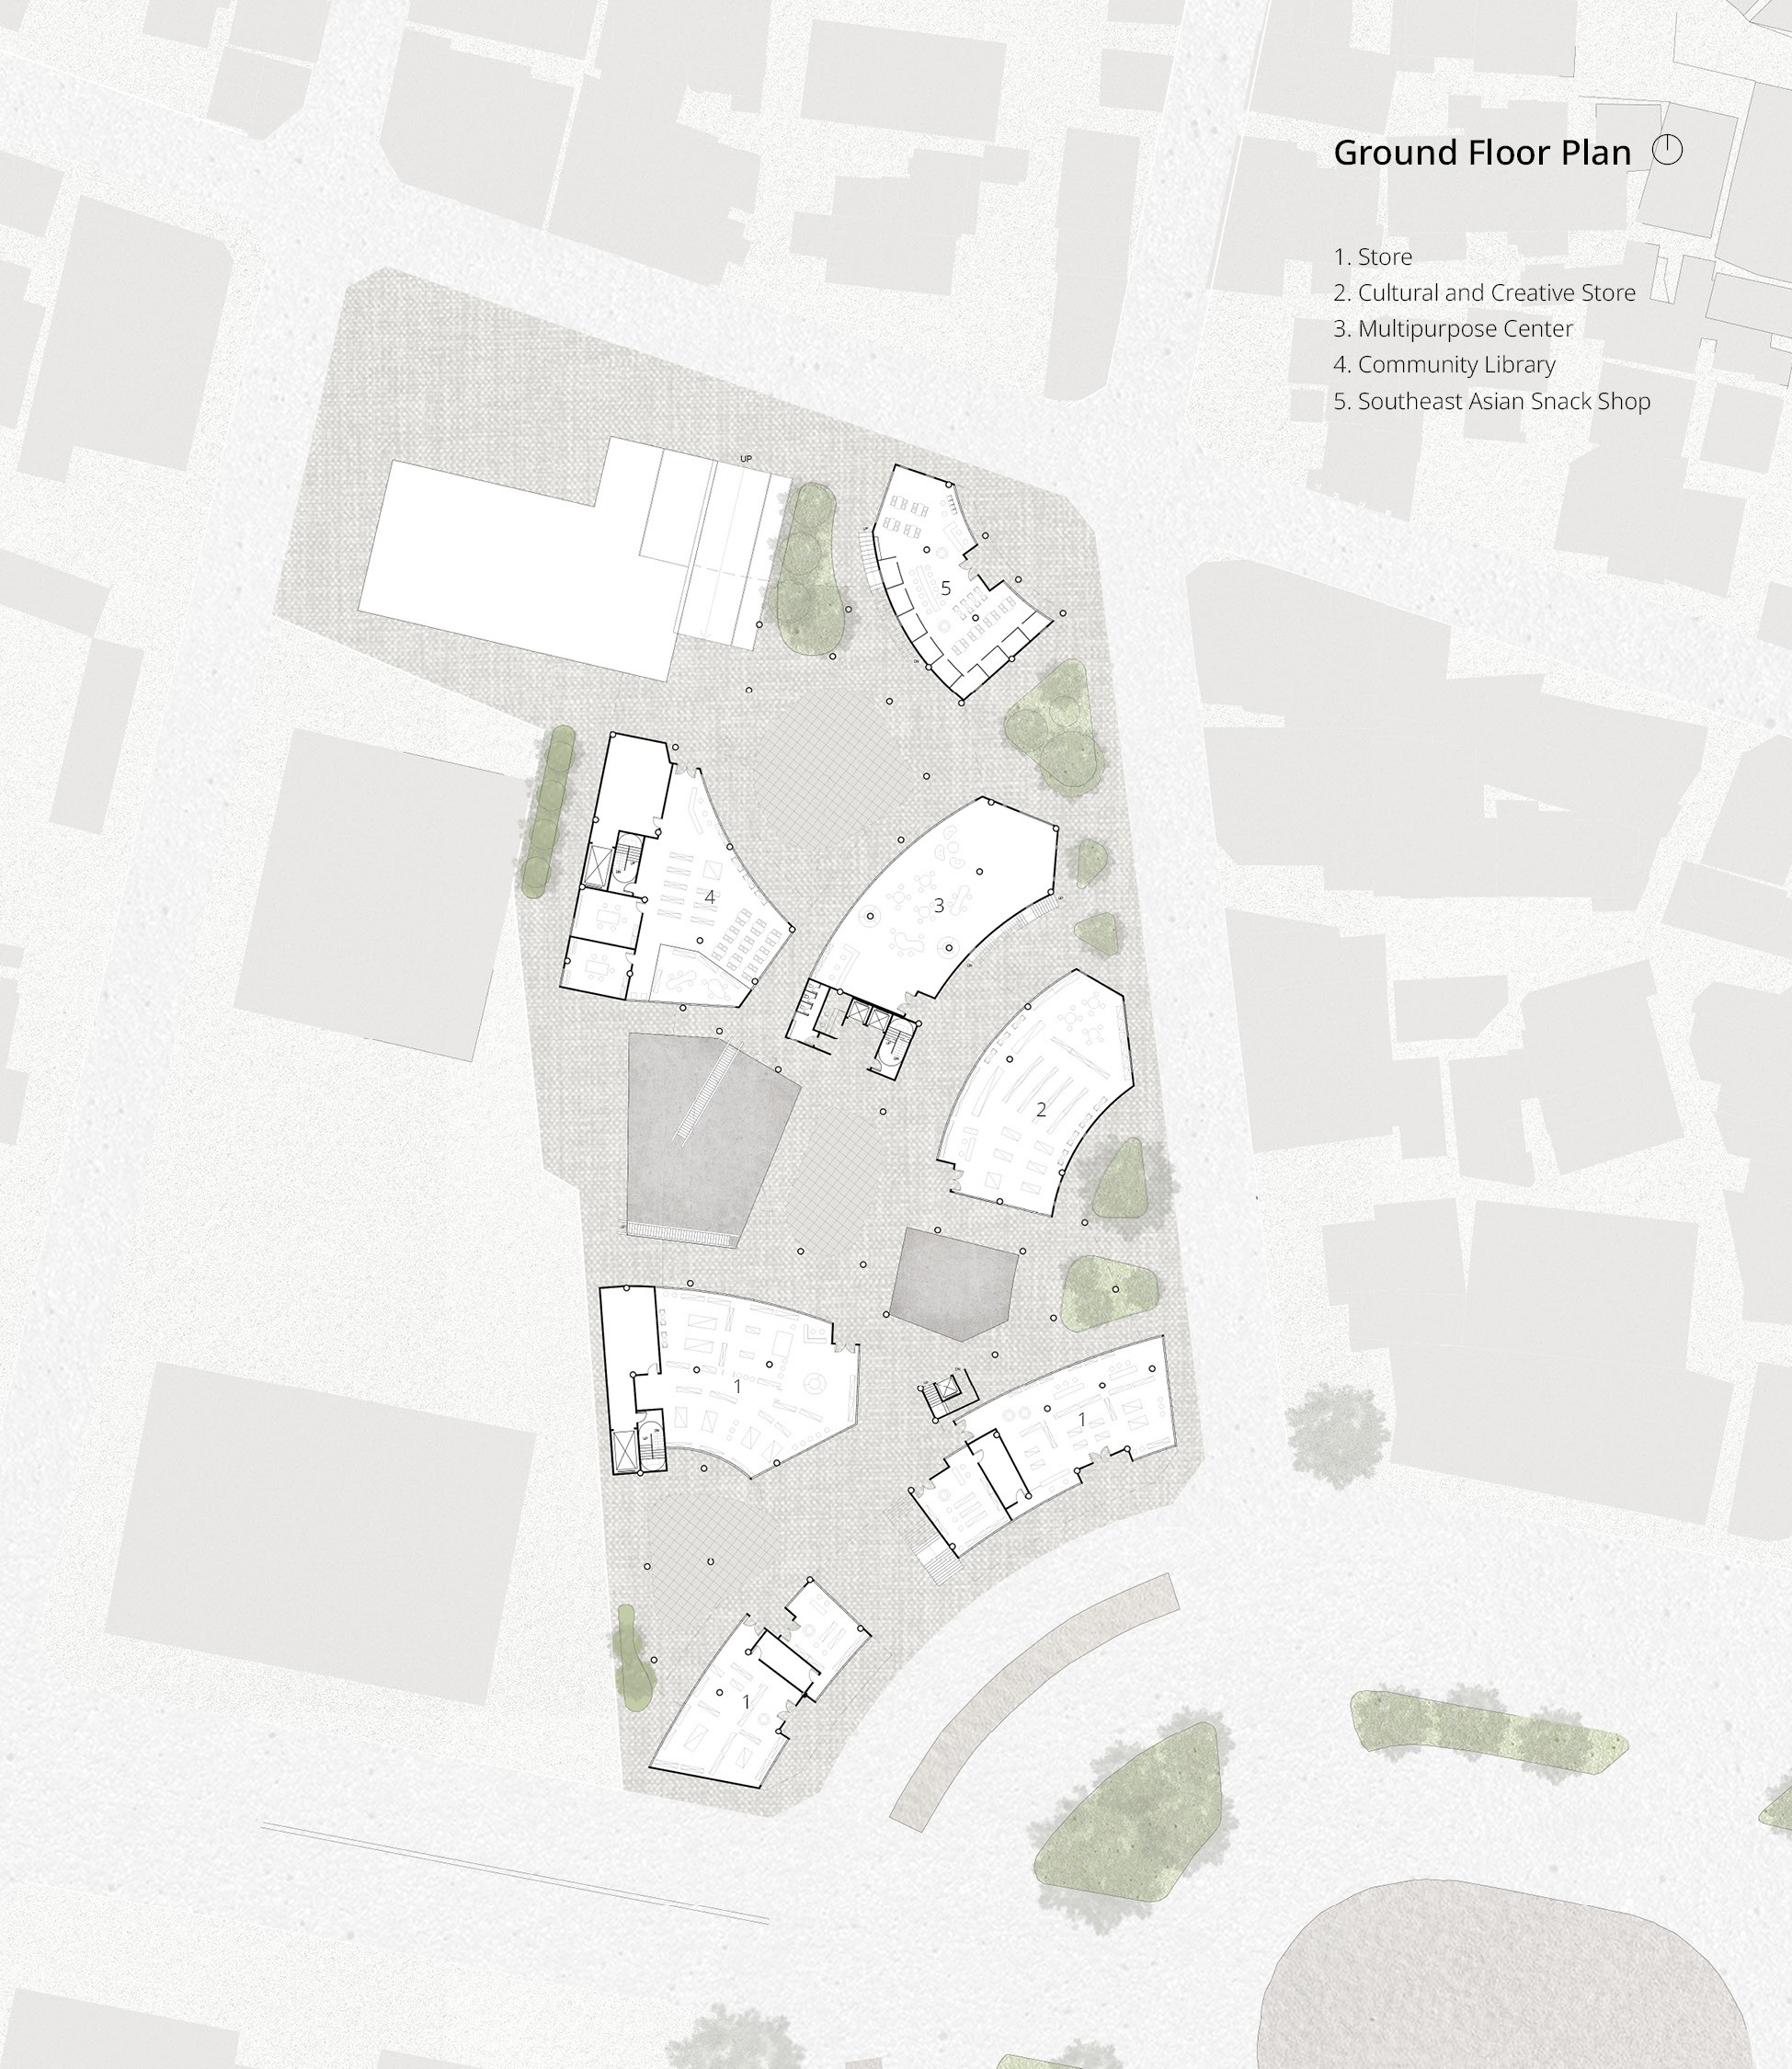 Ground Floor Plan
1. Store
2. Cultural and Creative Store
3. Multipurpose Center
4. Community Library
5. Southeast Asian Snack Shop
UP
5
4
3
2
1
1
1